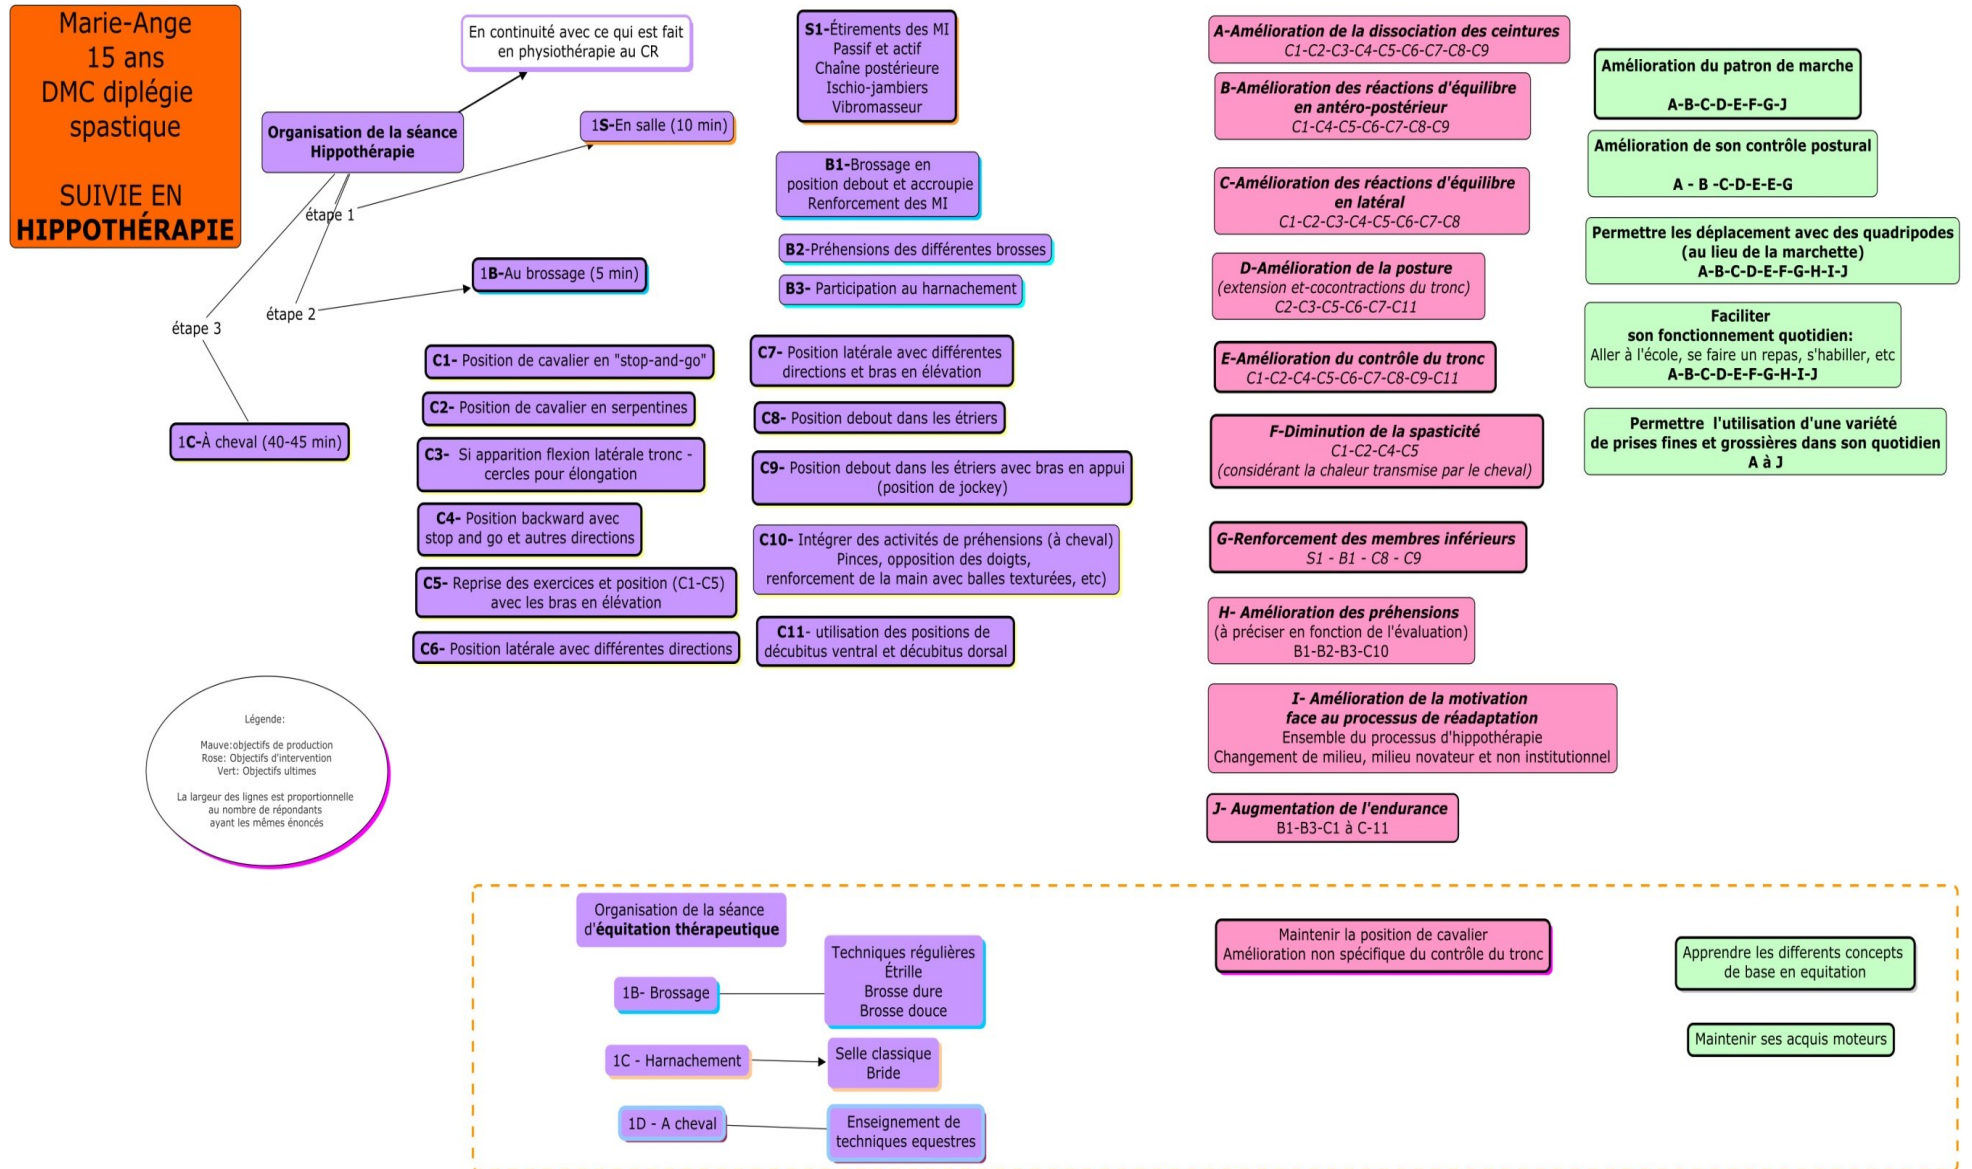 Marie-Ange
15 ans
DMC diplégie
spastique
SUIVIE EN
HIPPOTHÉRAPIE
En continuité avec ce qui est fait
en physiothérapie au CR
Organisation de la séance
Hippothérapie
étape 1
1S-En salle (10 min)
étape 2
1B-Au brossage (5 min)
étape 3
1C-À cheval (40-45 min)
S1-Étirements des MI
Passif et actif
Chaîne postérieure
Ischio-jambiers
Vibromasseur
B1-Brossage en
position debout et accroupie
Renforcement des MI
B2-Préhensions des différentes brosses
B3- Participation au harnachement
C1- Position de cavalier en "stop-and-go"
C2- Position de cavalier en serpentines
C3- Si apparition flexion latérale tronc -
cercles pour élongation
C4- Position backward avec
stop and go et autres directions
C5- Reprise des exercices et position (C1-C5)
avec les bras en élévation
C6- Position latérale avec différentes directions
C7- Position latérale avec différentes
directions et bras en élévation
C8- Position debout dans les étriers
C9- Position debout dans les étriers avec bras en appui
(position de jockey)
C10- Intégrer des activités de préhensions (à cheval)
Pinces, opposition des doigts,
renforcement de la main avec balles texturées, etc)
C11- utilisation des positions de
décubitus ventral et décubitus dorsal
A-Amélioration de la dissociation des ceintures
C1-C2-C3-C4-C5-C6-C7-C8-C9
B-Amélioration des réactions d'équilibre
en antéro-postérieur
C1-C4-C5-C6-C7-C8-C9
C-Amélioration des réactions d'équilibre
en latéral
C1-C2-C3-C4-C5-C6-C7-C8
D-Amélioration de la posture
(extension et-cocontractions du tronc)
C2-C3-C5-C6-C7-C11
E-Amélioration du contrôle du tronc
C1-C2-C4-C5-C6-C7-C8-C9-C11
F-Diminution de la spasticité
C1-C2-C4-C5
(considérant la chaleur transmise par le cheval)
G-Renforcement des membres inférieurs
S1 - B1 - C8 - C9
H- Amélioration des préhensions
(à préciser en fonction de l'évaluation)
B1-B2-B3-C10
I- Amélioration de la motivation
face au processus de réadaptation
Ensemble du processus d'hippothérapie
Changement de milieu, milieu novateur et non institutionnel
J- Augmentation de l'endurance
B1-B3-C1 à C-11
Amélioration du patron de marche
A-B-C-D-E-F-G-J
Amélioration de son contrôle postural
A - B -C-D-E-E-G
Permettre les déplacement avec des quadripodes
(au lieu de la marchette)
A-B-C-D-E-F-G-H-I-J
Faciliter
son fonctionnement quotidien:
Aller à l'école, se faire un repas, s'habiller, etc
A-B-C-D-E-F-G-H-I-J
Permettre l'utilisation d'une variété
de prises fines et grossières dans son quotidien
A à J
Légende:
Mauve:objectifs de production
Rose: Objectifs d'intervention
Vert: Objectifs ultimes
La largeur des lignes est proportionnelle
au nombre de répondants
ayant les mêmes énoncés
Organisation de la séance
d'équitation thérapeutique
1B- Brossage
Techniques régulières
Étrille
Brosse dure
Brosse douce
1C - Harnachement
Selle classique
Bride
1D - A cheval
Enseignement de
techniques equestres
Maintenir la position de cavalier
Amélioration non spécifique du contrôle du tronc
Apprendre les differents concepts
de base en equitation
Maintenir ses acquis moteurs